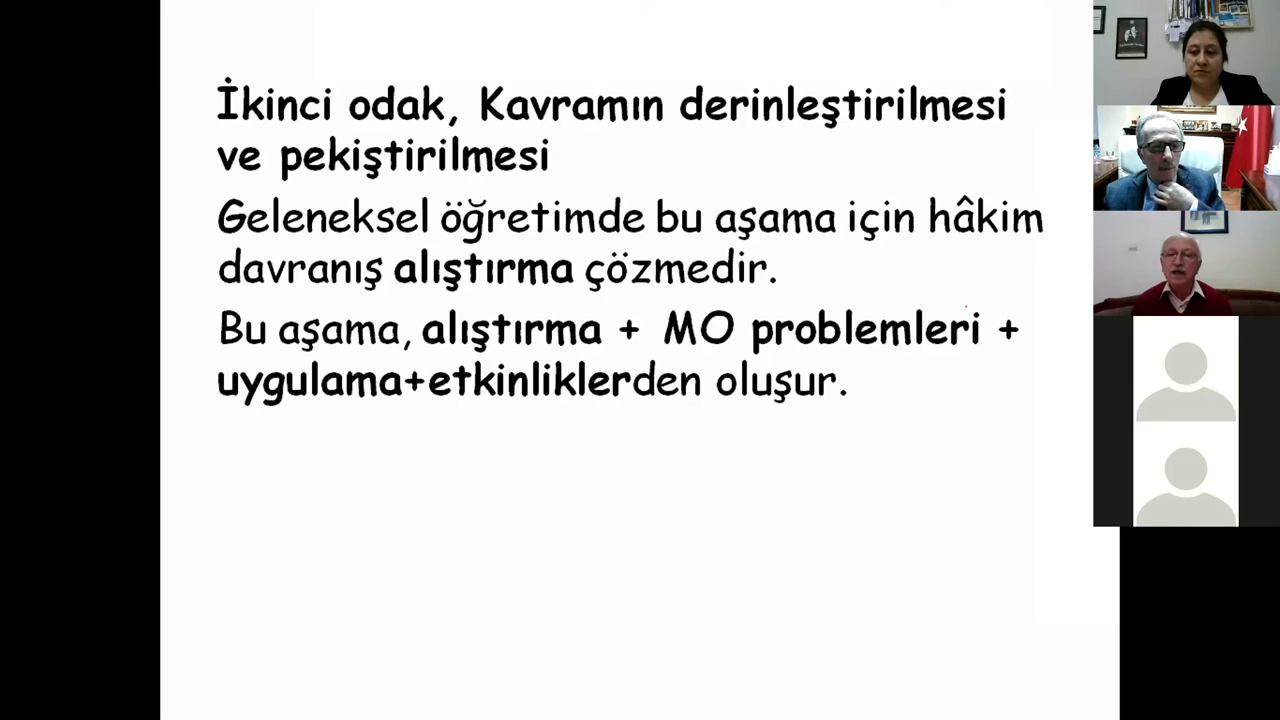 İkinci odak, Kavramın derinleştirilmesi
ve pekiştirilmesi
Geleneksel öğretimde bu aşama için hâkim
davranış alıştırma çözmedir.
Bu aşama, alıştırma + MO problemleri +
uygulama+etkinliklerden oluşur.